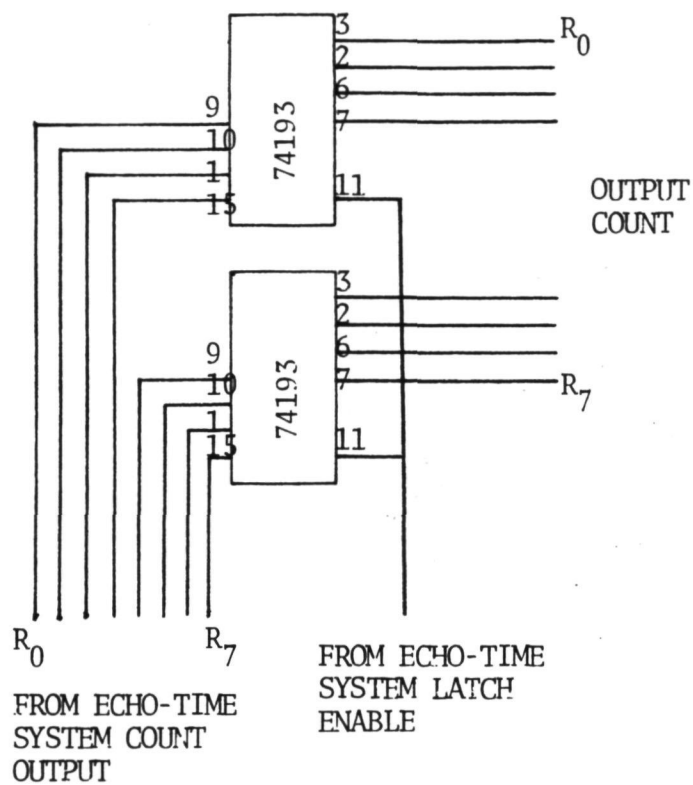 3
R0
2
6
7
9
10
1
15
74193
11
OUTPUT
COUNT
3
2
6
7
R7
9
10
1
15
74193
11
R0
R7
FROM ECHO-TIME
SYSTEM COUNT
OUTPUT
FROM ECHO-TIME
SYSTEM LATCH
ENABLE